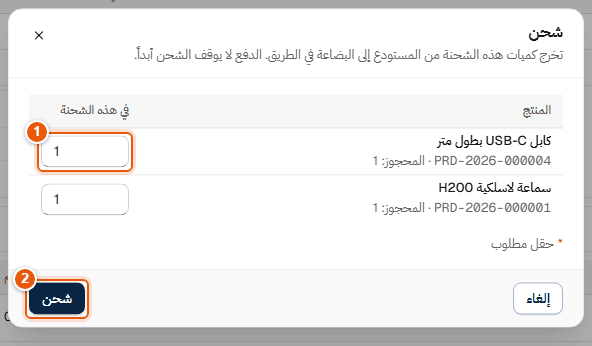 شحن
تخرج كميات هذه الشحنة من المستودع إلى البضاعة في الطريق. الدفع لا يوقف الشحن أبداً.
المنتج
في هذه الشحنة
كابل USB-C بطول متر
PRD-2026-000004 · المحجوز: 1
1
1
سماعة لاسلكية H200
PRD-2026-000001 · المحجوز: 1
1
* حقل مطلوب
2
إلغاء
شحن